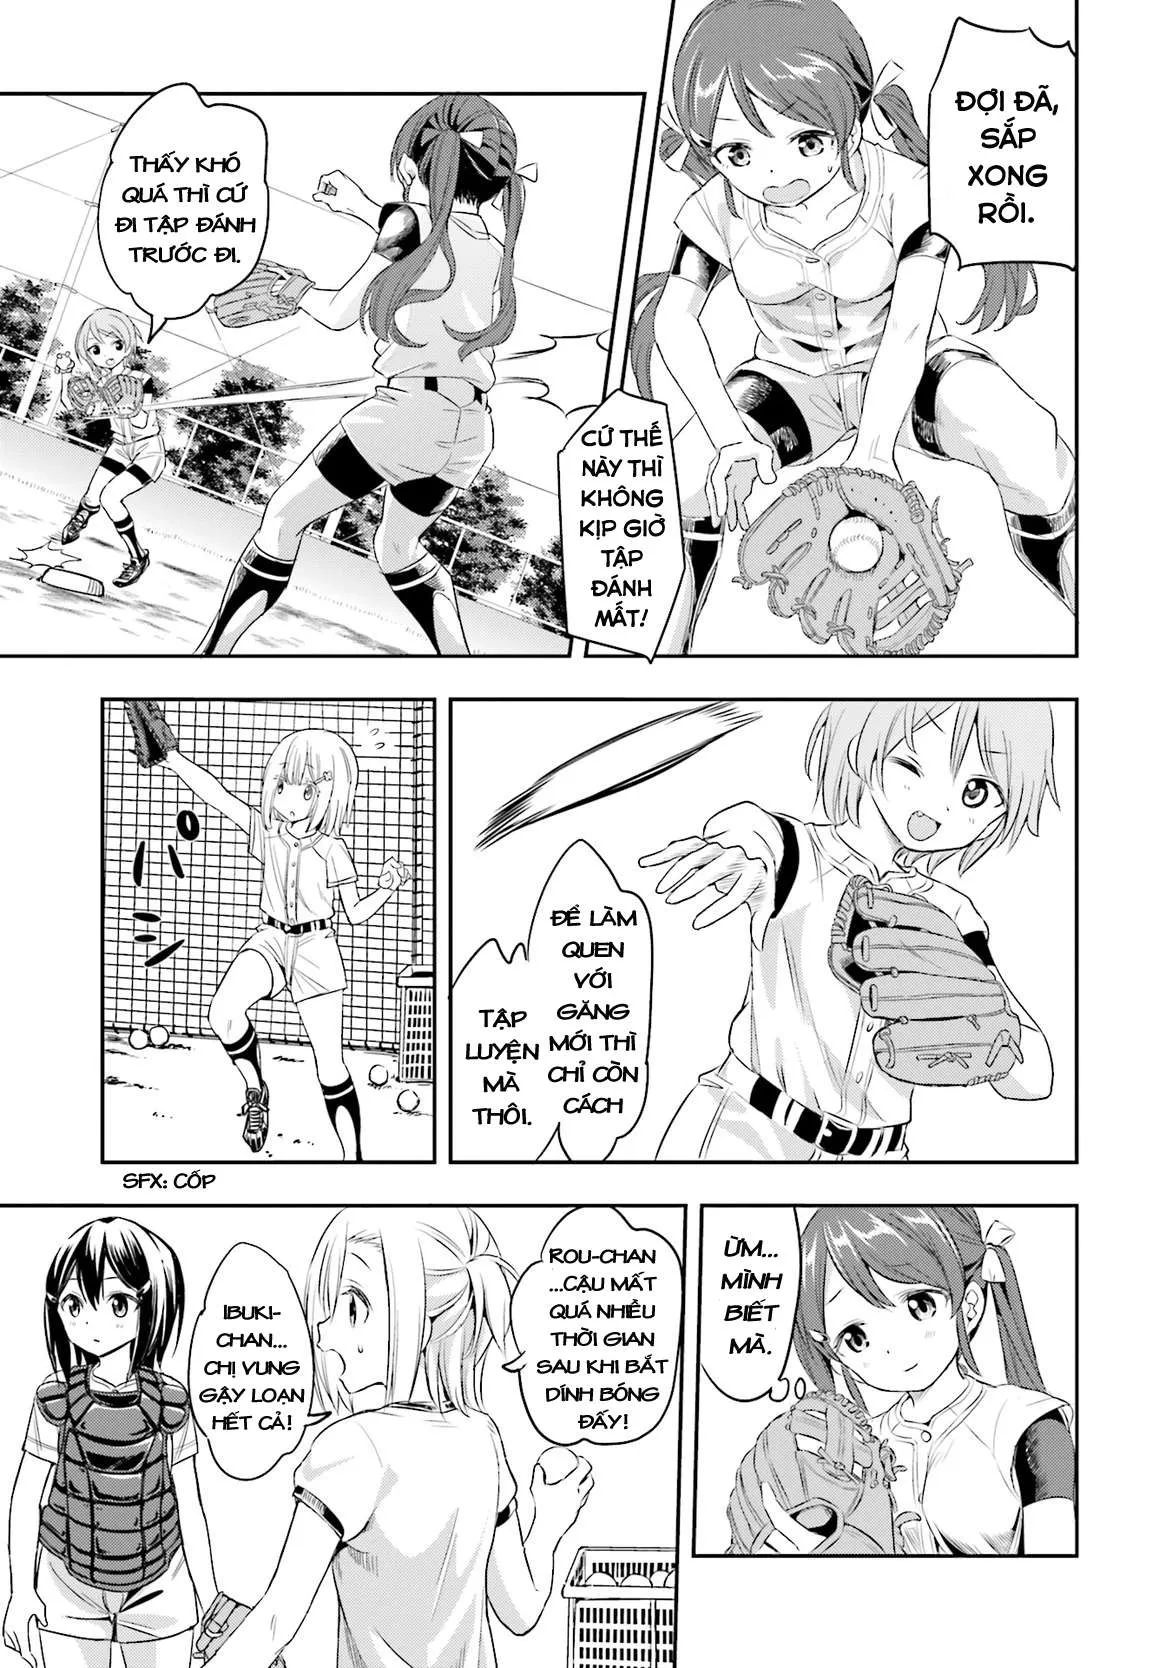 ĐỢI ĐÃ,
SẮP
XONG
RỒI.
CỨ THẾ
NÀY THÌ
KHÔNG
KỊP GIỜ
TẬP
ĐÁNH
MẤT!
THẤY KHÓ
QUÁ THÌ CỨ
ĐI TẬP ĐÁNH
TRƯỚC ĐI.
ĐỂ LÀM
QUEN
VỚI
GĂNG
MỚI THÌ
CHỈ CÒN
CÁCH
TẬP
LUYỆN
MÀ
THÔI.
SFX: CỐP
ỪM...
MÌNH
BIẾT
MÀ.
ROU-CHAN
...CẬU MẤT
QUÁ NHIỀU
THỜI GIAN
SAU KHI BẮT
DÍNH BÓNG
ĐẤY!
IBUKI-
CHAN...
CHỊ VUNG
GẬY LOẠN
HẾT CẢ!